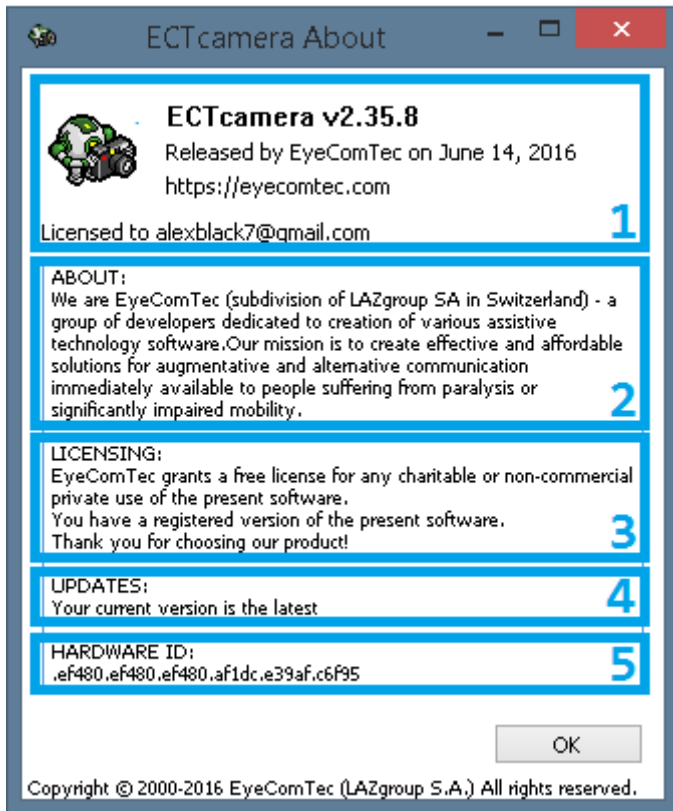 ECTcamera About
ECTcamera v2.35.8
Released by EyeComTec on June 14, 2016
https://eyecomtec.com
Licensed to alexblack7@gmail.com
1
ABOUT:
We are EyeComTec (subdivision of LAZgroup SA in Switzerland) - a
group of developers dedicated to creation of various assistive
technology software.Our mission is to create effective and affordable
solutions for augmentative and alternative communication
immediately available to people suffering from paralysis or
significantly impaired mobility.
2
LICENSING:
EyeComTec grants a free license for any charitable or non-commercial
private use of the present software.
You have a registered version of the present software.
Thank you for choosing our product!
3
UPDATES:
Your current version is the latest
4
HARDWARE ID:
.ef480.ef480.ef480.af1dc.e39af.c6f95
5
OK
Copyright © 2000-2016 EyeComTec (LAZgroup S.A.) All rights reserved.